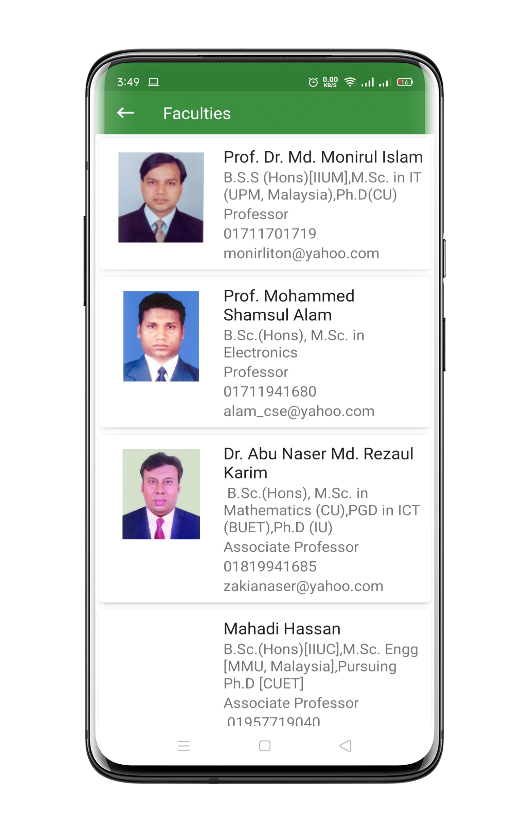 3:49
0.00
KB/S
Faculties
Prof. Dr. Md. Monirul Islam
B.S.S (Hons)[IIUM],M.Sc. in IT
(UPM, Malaysia),Ph.D(CU)
Professor
01711701719
monirliton@yahoo.com
Prof. Mohammed
Shamsul Alam
B.Sc.(Hons), M.Sc. in
Electronics
Professor
01711941680
alam_cse@yahoo.com
Dr. Abu Naser Md. Rezaul
Karim
B.Sc.(Hons), M.Sc. in
Mathematics (CU),PGD in ICT
(BUET),Ph.D (IU)
Associate Professor
01819941685
zakianaser@yahoo.com
Mahadi Hassan
B.Sc.(Hons)[IIUC],M.Sc. Engg
[MMU, Malaysia],Pursuing
Ph.D [CUET]
Associate Professor
01957719040